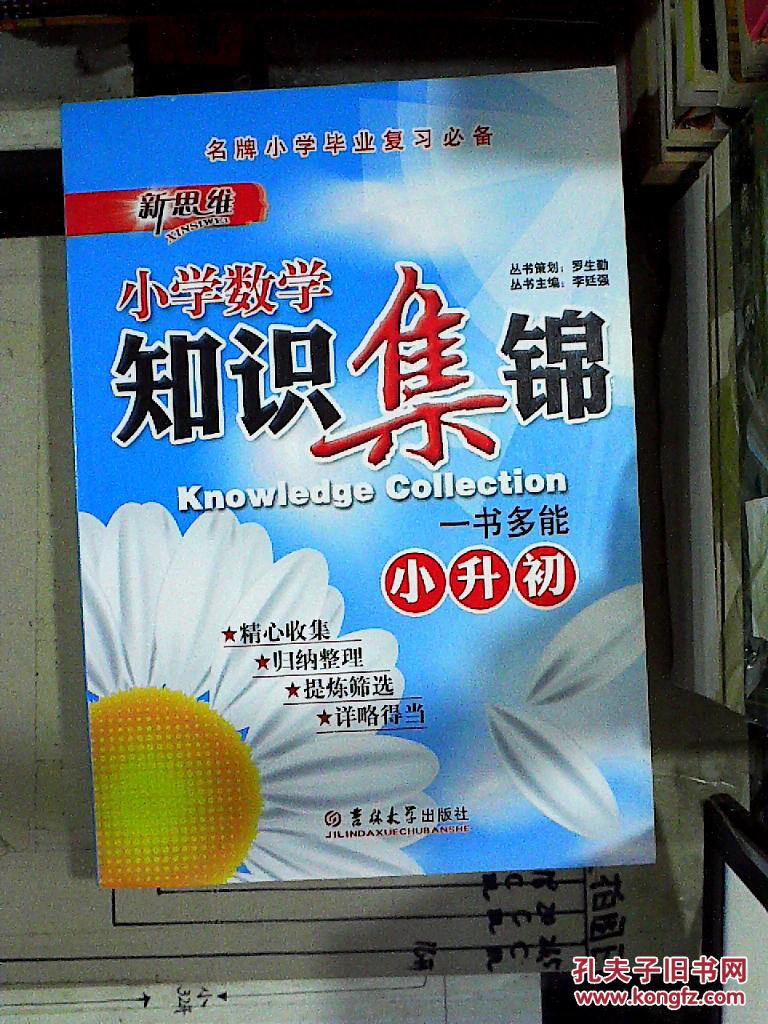 名牌小学毕业复习必备
新思维
XINSIWEI
丛书策划：罗生勤
丛书主编：李廷强
小学数学
知识集锦
Knowledge Collection
一书多能
小升初
★精心收集
★归纳整理
★提炼筛选
★详略得当
吉林大学出版社
JILINDAXUECHUBANSHE
孔夫子旧书网
www.kongfz.com